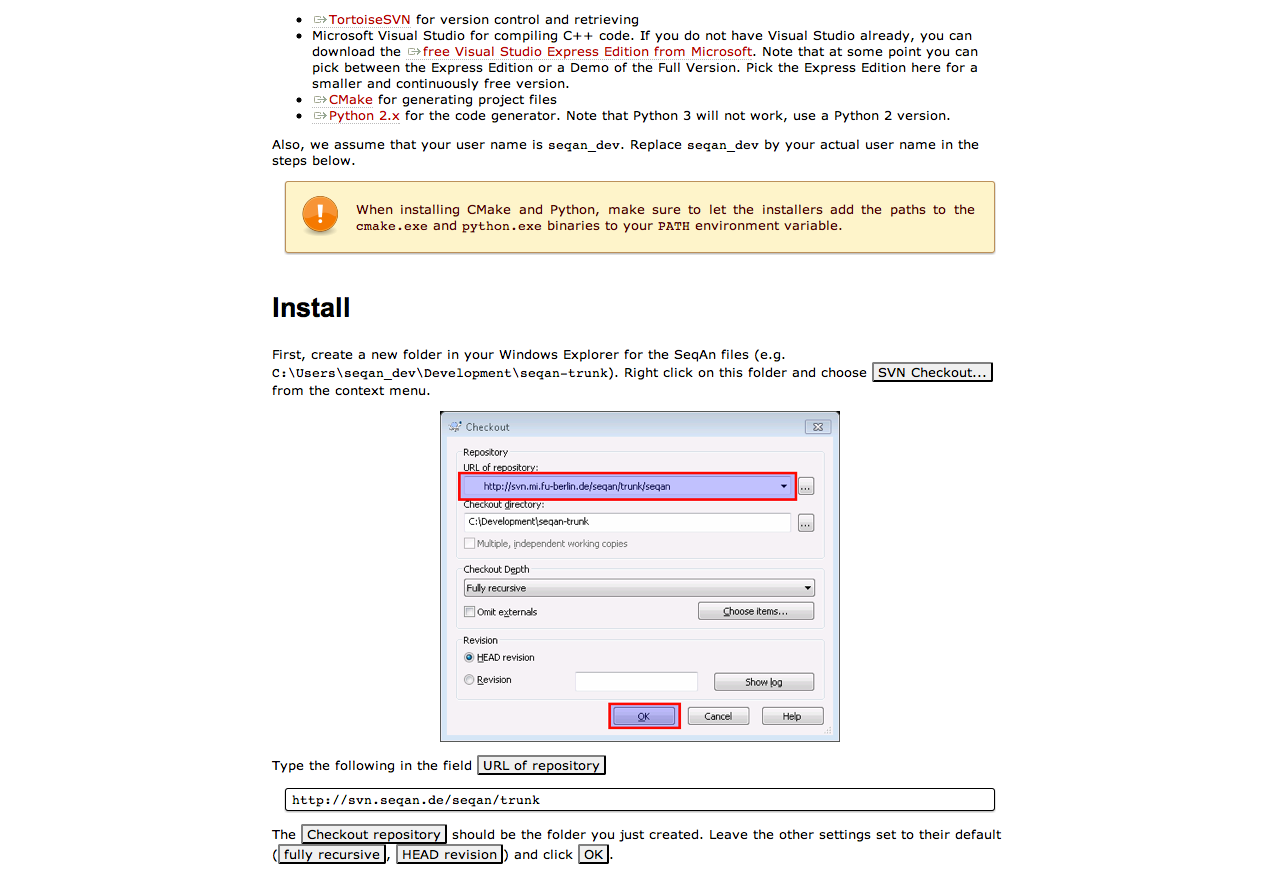 TortoiseSVN for version control and retrieving
Microsoft Visual Studio for compiling C++ code. If you do not have Visual Studio already, you can
download the free Visual Studio Express Edition from Microsoft. Note that at some point you can
pick between the Express Edition or a Demo of the Full Version. Pick the Express Edition here for a
smaller and continuously free version.
CMake for generating project files
Python 2.x for the code generator. Note that Python 3 will not work, use a Python 2 version.
Also, we assume that your user name is seqan_dev. Replace seqan_dev by your actual user name in the
steps below.
When installing CMake and Python, make sure to let the installers add the paths to the
cmake.exe and python.exe binaries to your PATH environment variable.
Install
First, create a new folder in your Windows Explorer for the SeqAn files (e.g.
C:\Users\seqan_dev\Development\seqan-trunk). Right click on this folder and choose SVN Checkout...
from the context menu.
Checkout
Repository
URL of repository:
http://svn.mi.fu-berlin.de/seqan/trunk/seqan
...
Checkout directory:
C:\Development\seqan-trunk
...
Multiple, independent working copies
Checkout Depth
Fully recursive
Omit externals
Choose items...
Revision
HEAD revision
Revision
Show log
OK Cancel Help
Type the following in the field URL of repository
http://svn.seqan.de/seqan/trunk
The Checkout repository should be the folder you just created. Leave the other settings set to their default
(fully recursive, HEAD revision) and click OK.